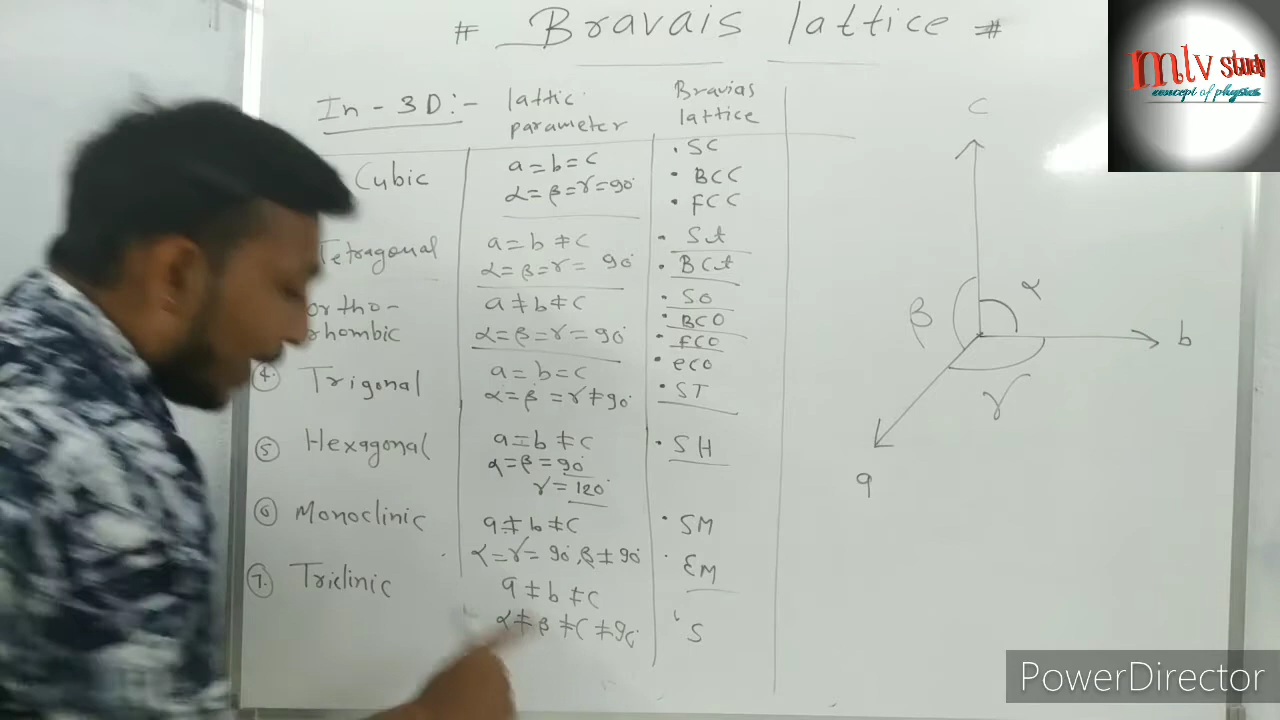 # Bravais lattice #
mlv study
concept of physics
In - 3D :-
lattic parameter
Bravias lattice
Cubic
a = b = c
α = β = γ = 90°
• SC
• BCC
• FCC
Tetragonal
a = b ≠ c
α = β = γ = 90°
• St
• BCt
ortho-
rhombic
a ≠ b ≠ c
α = β = γ = 90°
• SO
• BCO
• FCO
• eco
④ Trigonal
a = b = c
α = β = γ ≠ 90°
• ST
⑤ Hexagonal
a = b ≠ c
α = β = 90°
γ = 120°
• SH
⑥ Monoclinic
a ≠ b ≠ c
α = γ = 90°, β ≠ 90°
• SM
• EM
⑦ Triclinic
a ≠ b ≠ c
α ≠ β ≠ C ≠ 90°
• S
c
β
α
b
γ
a
PowerDirector